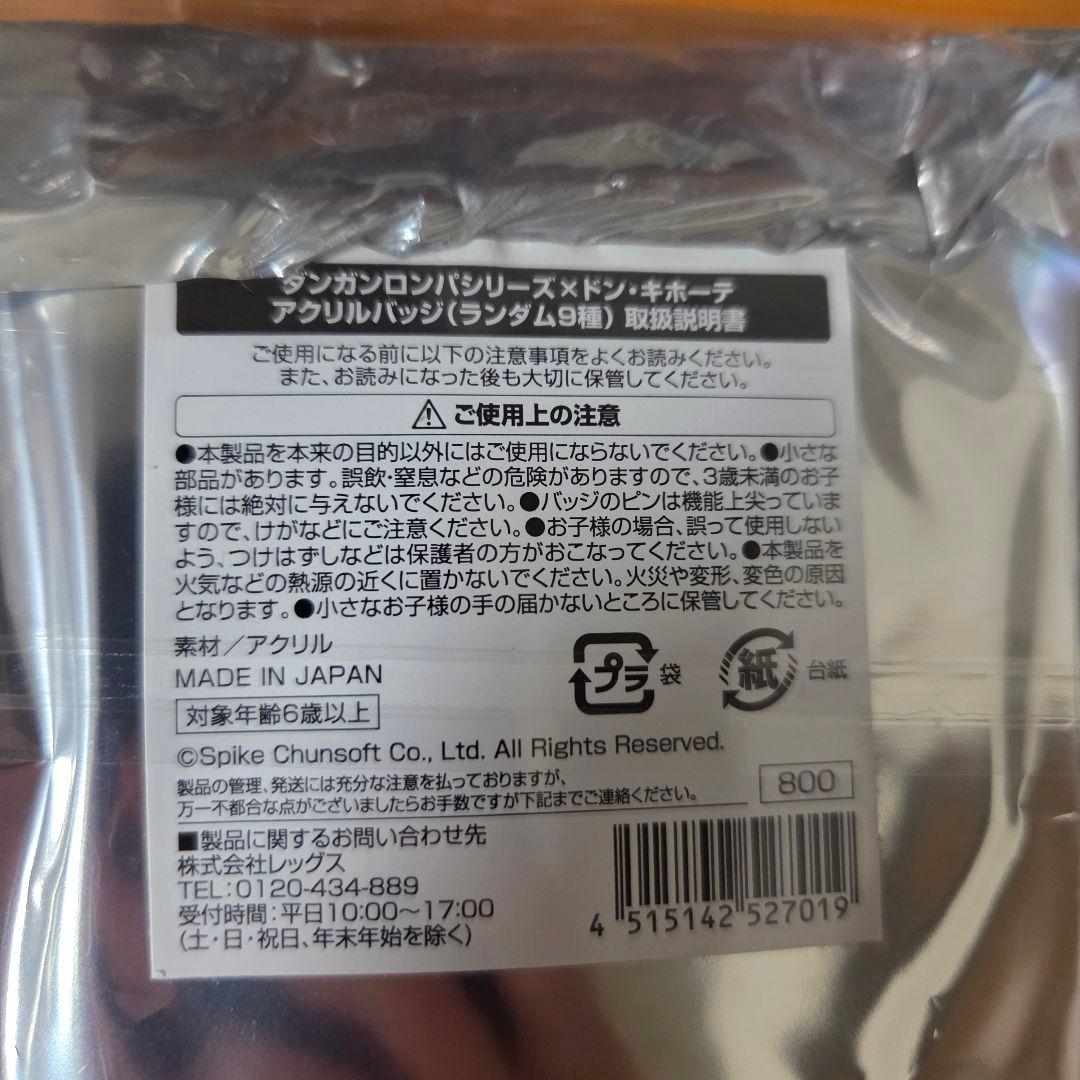 ダンガンロンパシリーズ×ドン・キホーテ
アクリルバッジ(ランダム9種) 取扱説明書
ご使用になる前に以下の注意事項をよくお読みください。
また、お読みになった後も大切に保管してください。
⚠ ご使用上の注意
●本製品を本来の目的以外にはご使用にならないでください。●小さな
部品があります。誤飲・窒息などの危険がありますので、3歳未満のお子
様には絶対に与えないでください。●バッジのピンは機能上尖っていま
すので、けがなどにご注意ください。●お子様の場合、誤って使用しない
よう、つけはずしなどは保護者の方がおこなってください。●本製品を
火気などの熱源の近くに置かないでください。火災や変形、変色の原因
となります。●小さなお子様の手の届かないところに保管してください。
素材/アクリル
プラ 袋 紙 台紙
MADE IN JAPAN
対象年齢6歳以上
©Spike Chunsoft Co., Ltd. All Rights Reserved.
製品の管理、発送には充分な注意を払っておりますが、
万一不都合な点がございましたらお手数ですが下記までご連絡ください。
800
■製品に関するお問い合わせ先
株式会社レッグス
TEL:0120-434-889
受付時間:平日10:00〜17:00
(土・日・祝日、年末年始を除く)
4 515142 527019